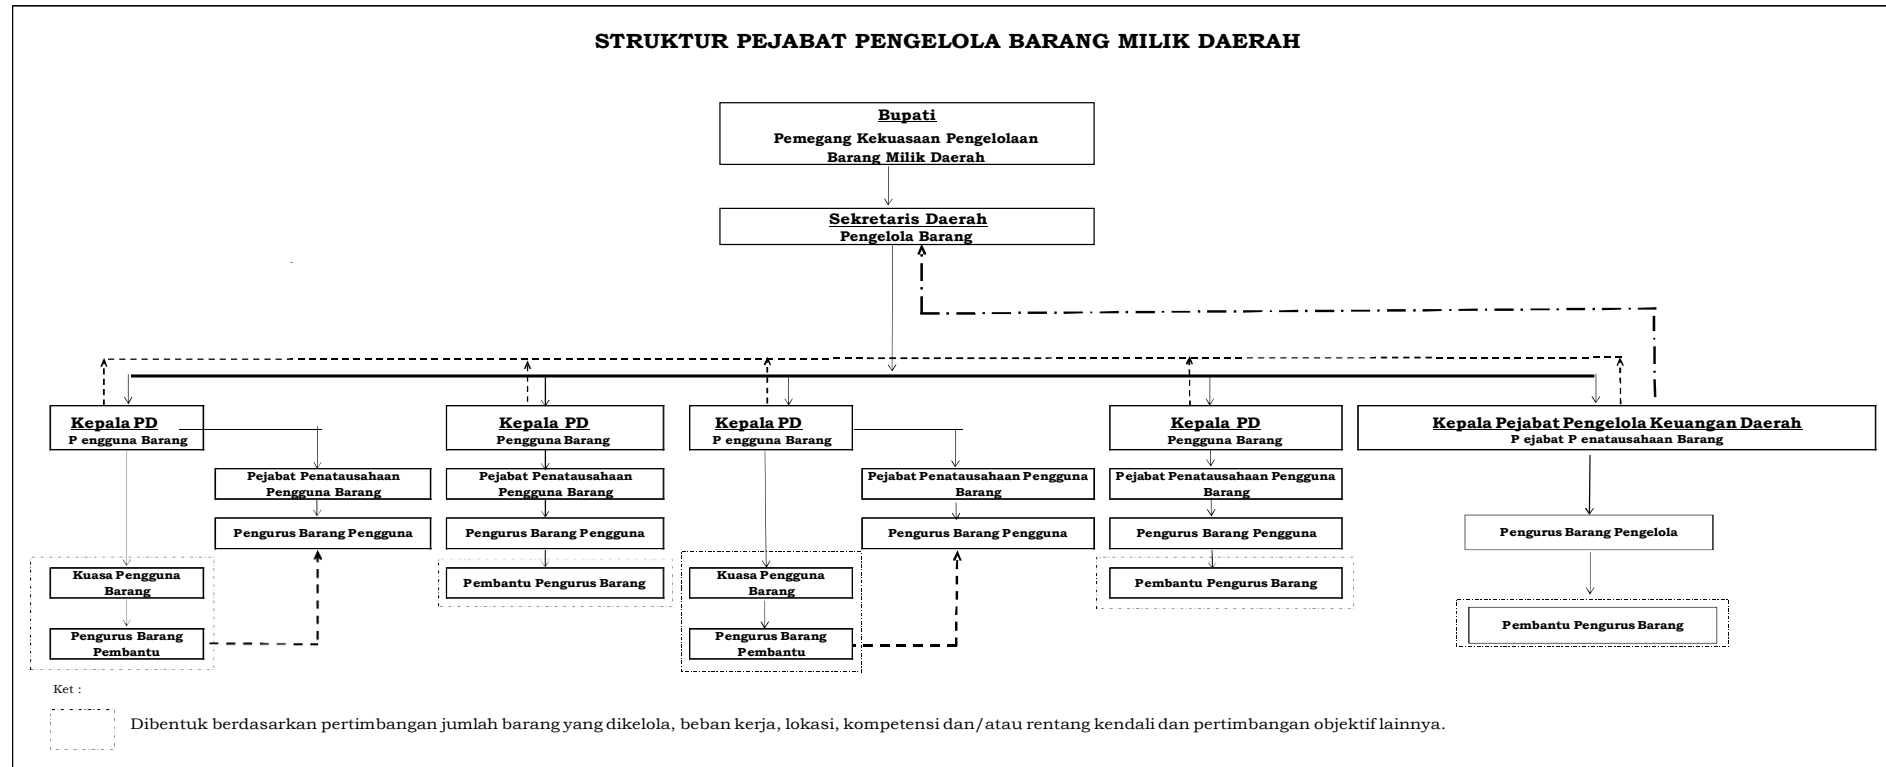 STRUKTUR PEJABAT PENGELOLA BARANG MILIK DAERAH
Bupati
Pemegang Kekuasaan Pengelolaan
Barang Milik Daerah
Sekretaris Daerah
Pengelola Barang
Kepala PD
P engguna Barang
Kepala PD
Pengguna Barang
Kepala PD
P engguna Barang
Kepala PD
Pengguna Barang
Kepala Pejabat Pengelola Keuangan Daerah
P ejabat P enatausahaan Barang
Pejabat Penatausahaan
Pengguna Barang
Pejabat Penatausahaan
Pengguna Barang
Pejabat Penatausahaan Pengguna
Barang
Pejabat Penatausahaan Pengguna
Barang
Pengurus Barang Pengguna
Pengurus Barang Pengguna
Pengurus Barang Pengguna
Pengurus Barang Pengguna
Pengurus Barang Pengelola
Kuasa Pengguna
Barang
Pembantu Pengurus Barang
Kuasa Pengguna
Barang
Pembantu Pengurus Barang
Pengurus Barang
Pembantu
Pengurus Barang
Pembantu
Pembantu Pengurus Barang
Ket :
Dibentuk berdasarkan pertimbangan jumlah barang yang dikelola, beban kerja, lokasi, kompetensi dan/atau rentang kendali dan pertimbangan objektif lainnya.